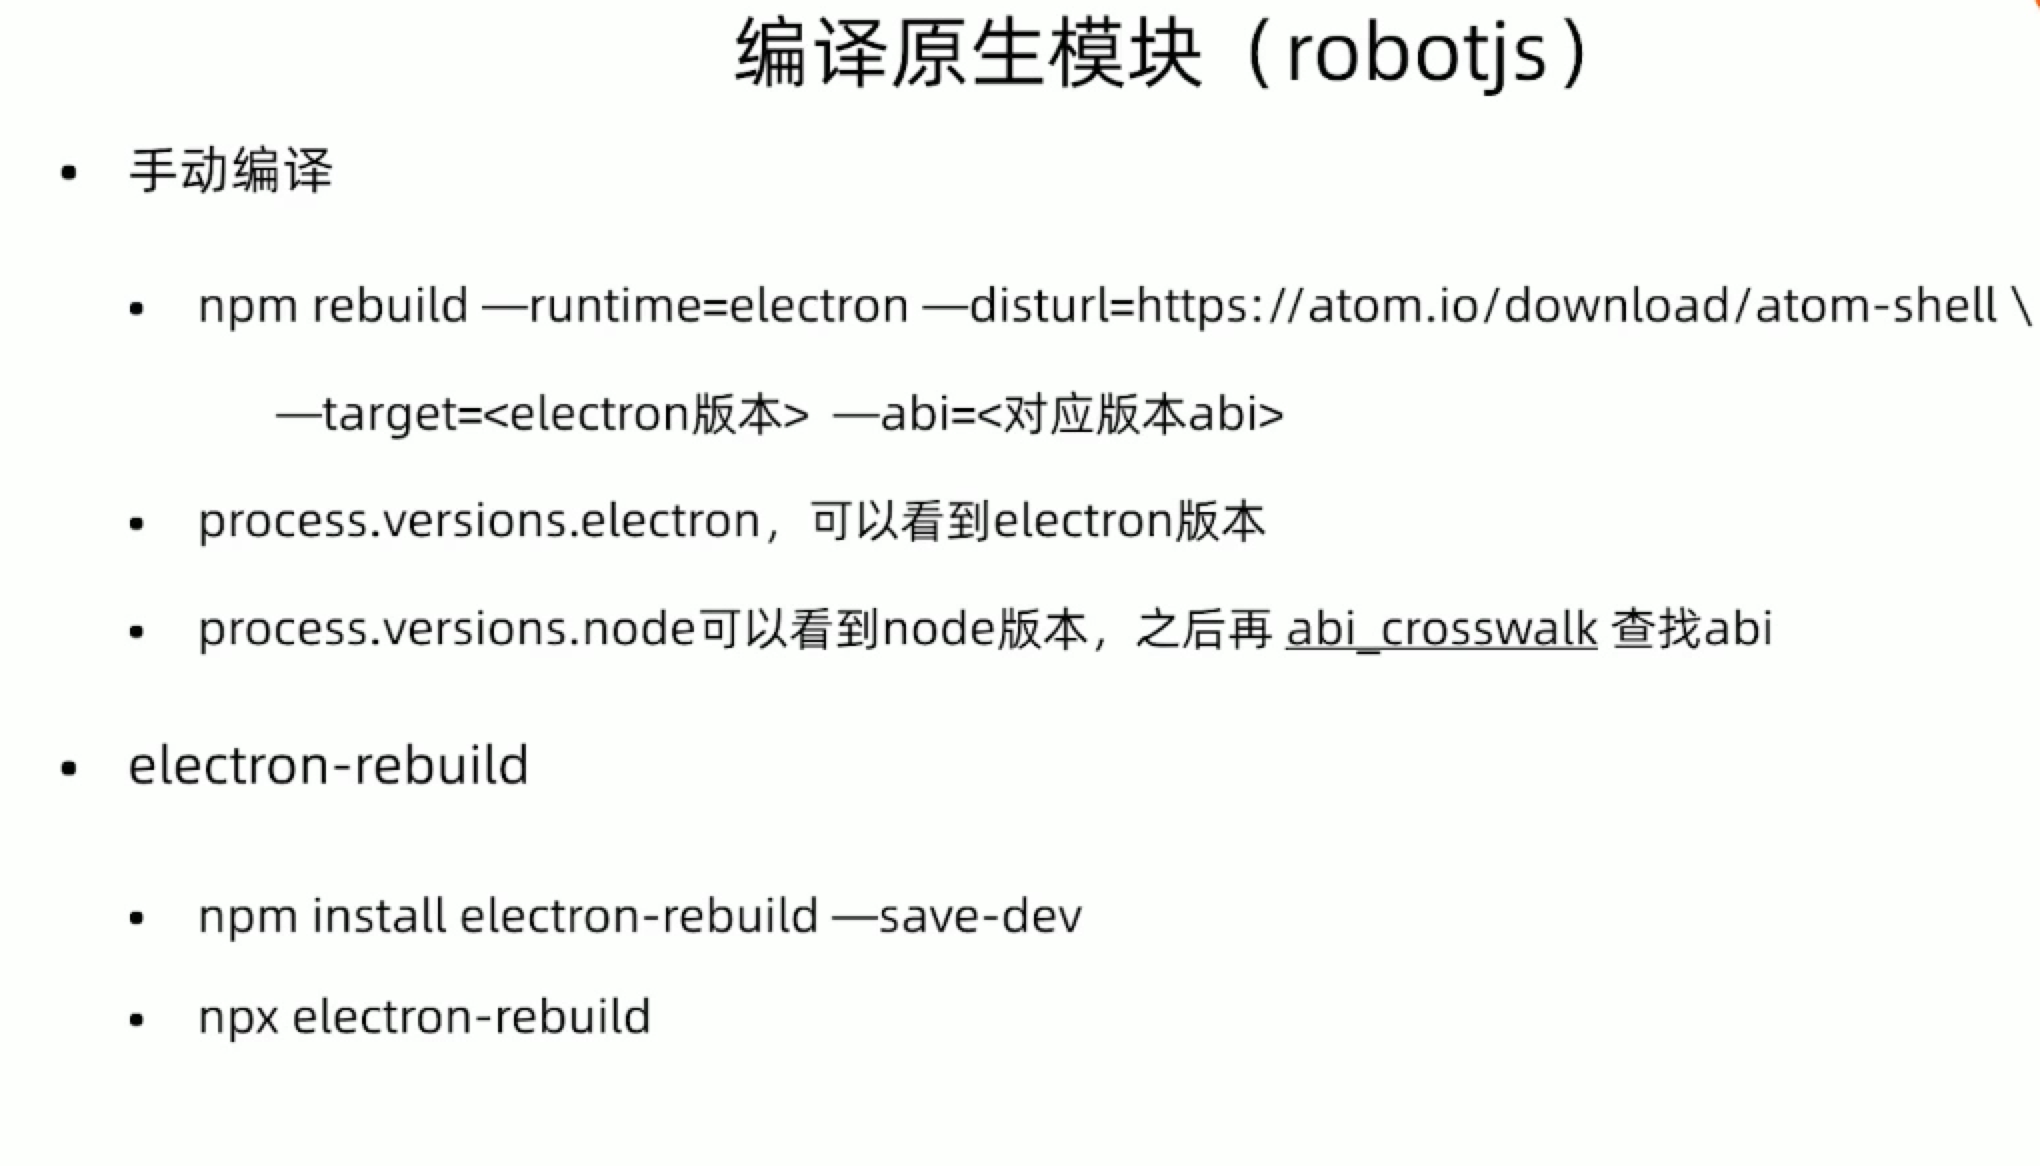 编译原生模块（robotjs）
• 手动编译
• npm rebuild —runtime=electron —disturl=https://atom.io/download/atom-shell \
—target=<electron版本> —abi=<对应版本abi>
• process.versions.electron，可以看到electron版本
• process.versions.node可以看到node版本，之后再 abi_crosswalk 查找abi
• electron-rebuild
• npm install electron-rebuild —save-dev
• npx electron-rebuild